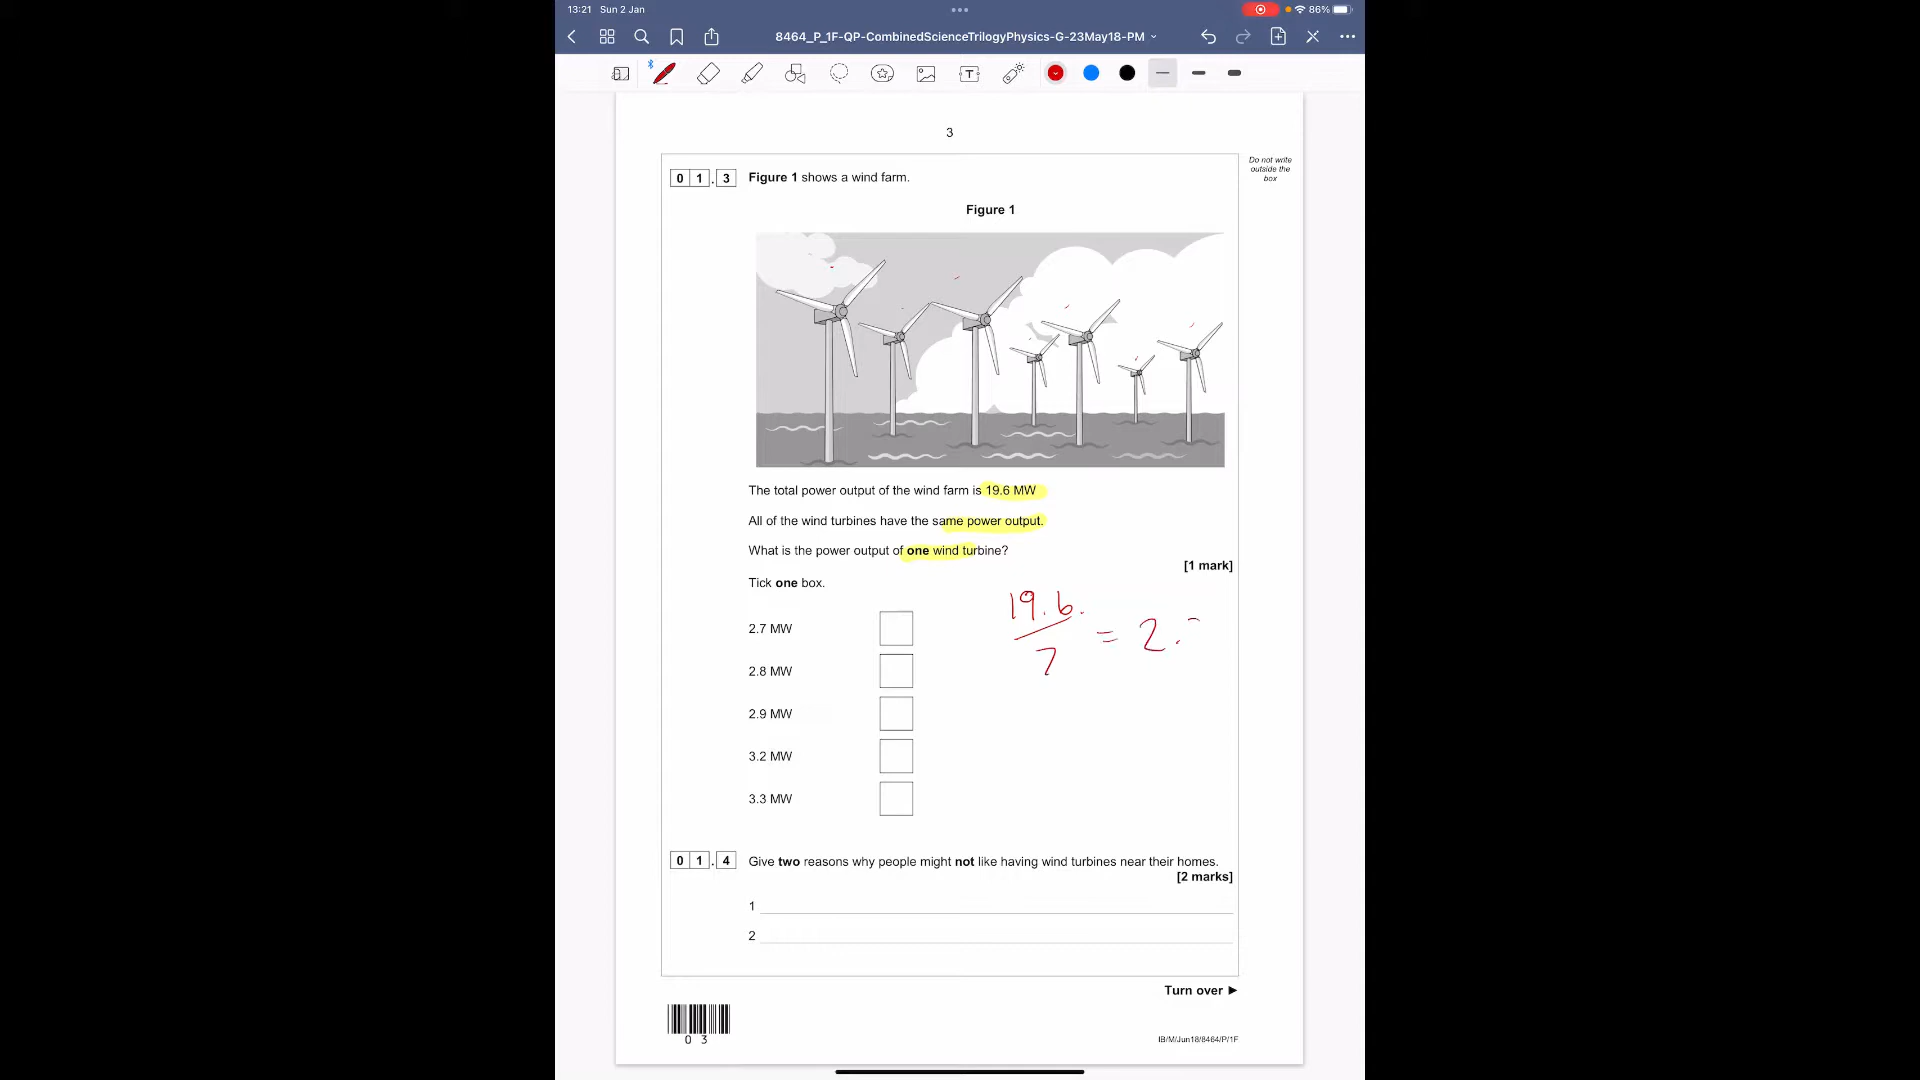 13:21 Sun 2 Jan
86%
8464_P_1F-QP-CombinedScienceTrilogyPhysics-G-23May18-PM
T
3
Do not write
outside the
box
0 1 . 3 Figure 1 shows a wind farm.
Figure 1
The total power output of the wind farm is 19.6 MW
All of the wind turbines have the same power output.
What is the power output of one wind turbine?
[1 mark]
Tick one box.
2.7 MW
2.8 MW
2.9 MW
3.2 MW
3.3 MW
19.6
7
= 2.
0 1 . 4 Give two reasons why people might not like having wind turbines near their homes.
[2 marks]
1
2
Turn over ►
0 3
IB/M/Jun18/8464/P/1F